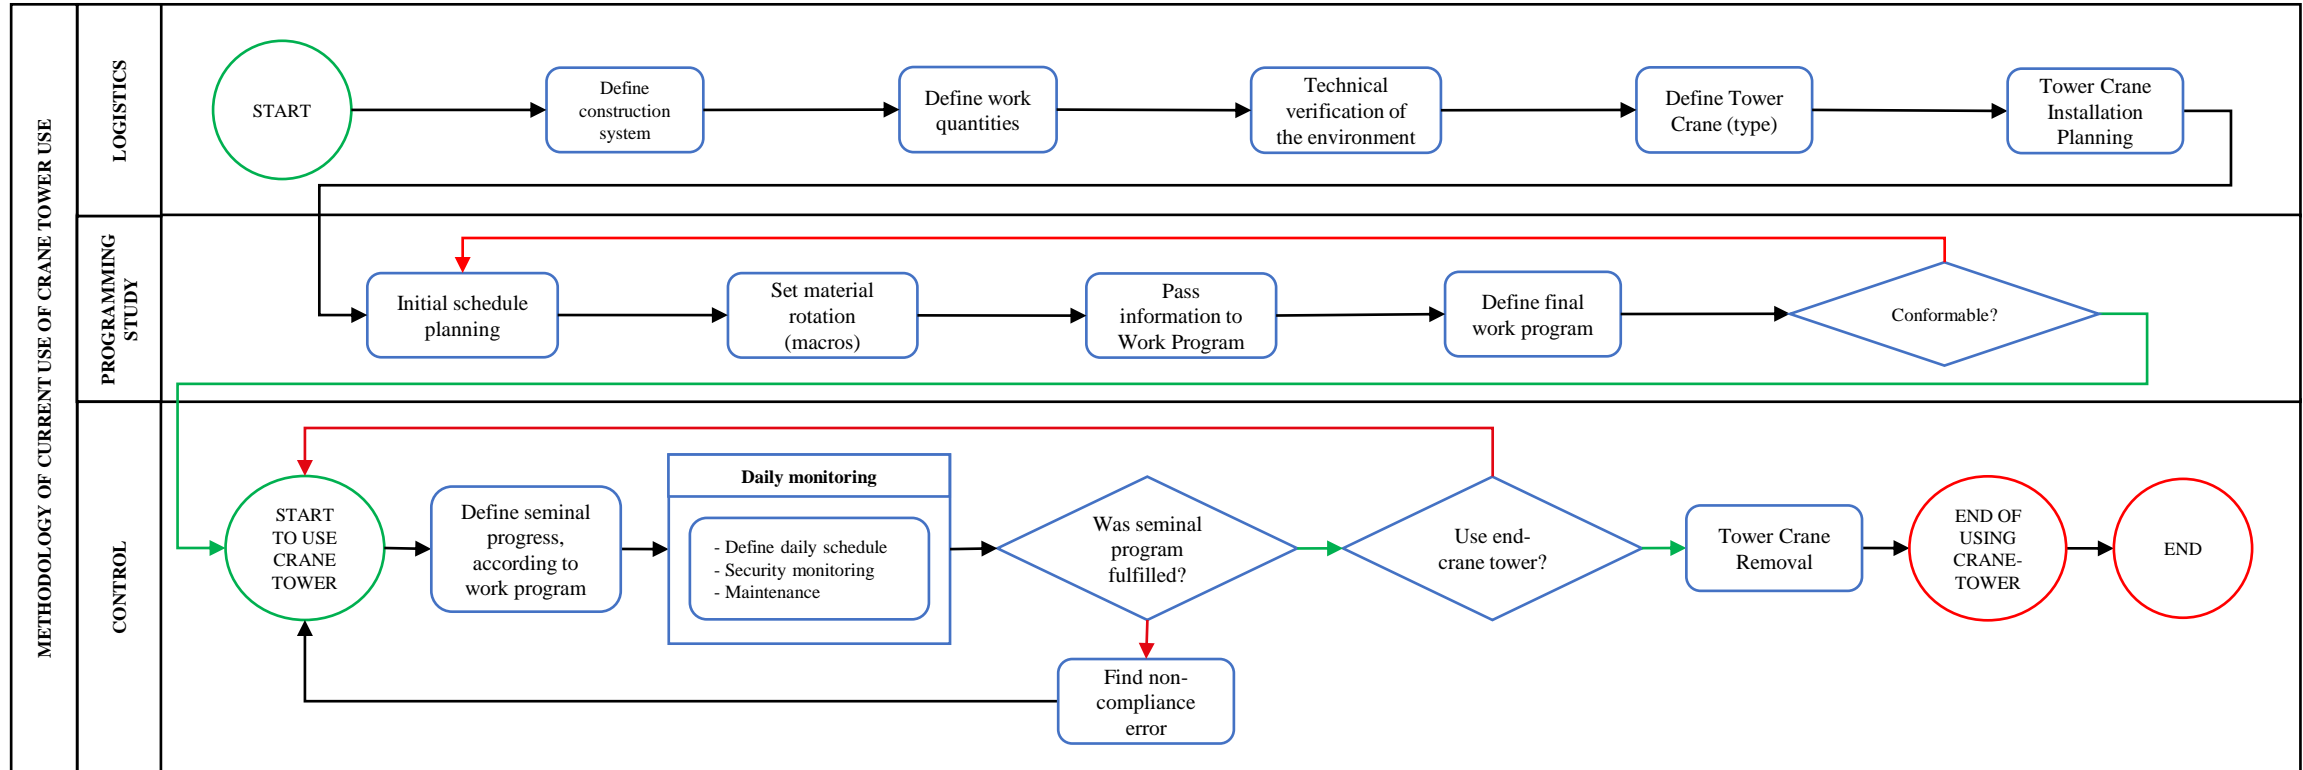 METHODOLOGY OF CURRENT USE OF CRANE TOWER USE
LOGISTICS
START
Define
construction
system
Define work
quantities
Technical
verification of
the environment
Define Tower
Crane (type)
Tower Crane
Installation
Planning
PROGRAMMING
STUDY
Initial schedule
planning
Set material
rotation
(macros)
Pass
information to
Work Program
Define final
work program
Conformable?
CONTROL
START
TO USE
CRANE
TOWER
Define seminal
progress,
according to
work program
Daily monitoring
- Define daily schedule
- Security monitoring
- Maintenance
Was seminal
program
fulfilled?
Find non-
compliance
error
Use end-
crane tower?
Tower Crane
Removal
END OF
USING
CRANE-
TOWER
END